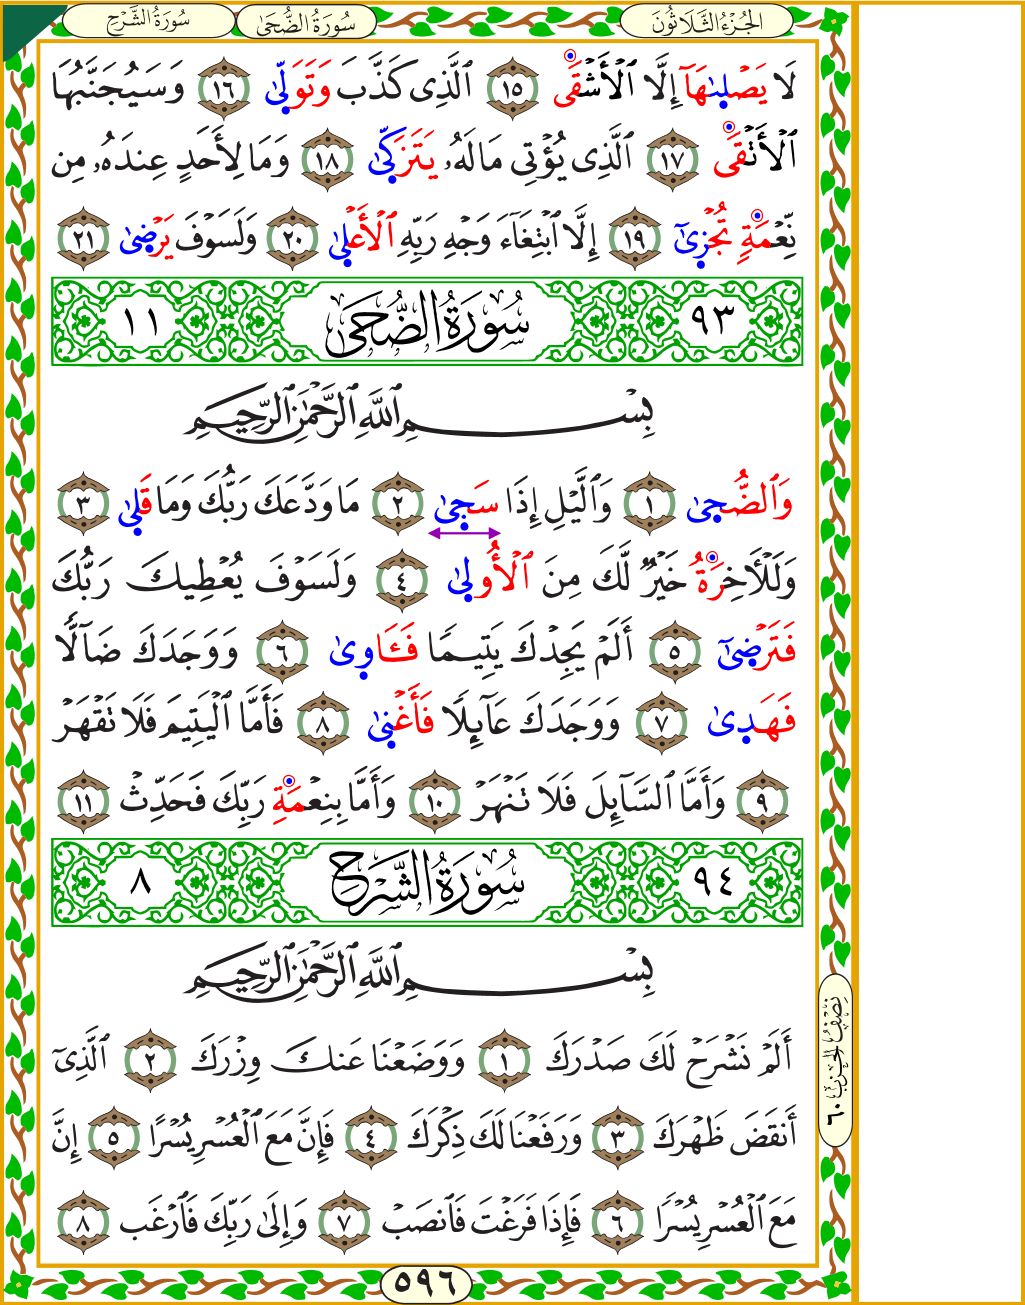 الجُزْءُ الثَّلَاثُونَ
سُورَةُ الضُّحَىٰ
سُورَةُ الشَّرْحِ
لَا يَصۡلَىٰهَآ إِلَّا ٱلۡأَشۡقَى ١٥ ٱلَّذِى كَذَّبَ وَتَوَلَّىٰ ١٦ وَسَيُجَنَّبُهَا
ٱلۡأَتۡقَى ١٧ ٱلَّذِى يُؤۡتِى مَالَهُۥ يَتَزَكَّىٰ ١٨ وَمَا لِأَحَدٍ عِندَهُۥ مِن
نِّعۡمَةٍ تُجۡزَىٰٓ ١٩ إِلَّا ٱبۡتِغَآءَ وَجۡهِ رَبِّهِ ٱلۡأَعۡلَىٰ ٢٠ وَلَسَوۡفَ يَرۡضَىٰ ٢١
٩٣ سُورَةُ الضُّحَىٰ ١١
بِسۡمِ ٱللَّهِ ٱلرَّحۡمَٰنِ ٱلرَّحِيمِ
وَٱلضُّحَىٰ ١ وَٱلَّيۡلِ إِذَا سَجَىٰ ٢ مَا وَدَّعَكَ رَبُّكَ وَمَا قَلَىٰ ٣
وَلَلۡأَخِرَةُ خَيۡرٌ لَّكَ مِنَ ٱلۡأُولَىٰ ٤ وَلَسَوۡفَ يُعۡطِيكَ رَبُّكَ
فَتَرۡضَىٰٓ ٥ أَلَمۡ يَجِدۡكَ يَتِيمًا فَـَٔاوَىٰ ٦ وَوَجَدَكَ ضَآلًّا
فَهَدَىٰ ٧ وَوَجَدَكَ عَآئِلًا فَأَغۡنَىٰ ٨ فَأَمَّا ٱلۡيَتِيمَ فَلَا تَقۡهَرۡ
٩ وَأَمَّا ٱلسَّآئِلَ فَلَا تَنۡهَرۡ ١٠ وَأَمَّا بِنِعۡمَةِ رَبِّكَ فَحَدِّثۡ ١١
٩٤ سُورَةُ الشَّرْحِ ٨
بِسۡمِ ٱللَّهِ ٱلرَّحۡمَٰنِ ٱلرَّحِيمِ
أَلَمۡ نَشۡرَحۡ لَكَ صَدۡرَكَ ١ وَوَضَعۡنَا عَنكَ وِزۡرَكَ ٢ ٱلَّذِىٓ
أَنقَضَ ظَهۡرَكَ ٣ وَرَفَعۡنَا لَكَ ذِكۡرَكَ ٤ فَإِنَّ مَعَ ٱلۡعُسۡرِ يُسۡرًا ٥ إِنَّ
مَعَ ٱلۡعُسۡرِ يُسۡرًا ٦ فَإِذَا فَرَغۡتَ فَٱنصَبۡ ٧ وَإِلَىٰ رَبِّكَ فَٱرۡغَب ٨
نِصْفُ الحِزْبِ ٦٠
٥٩٦